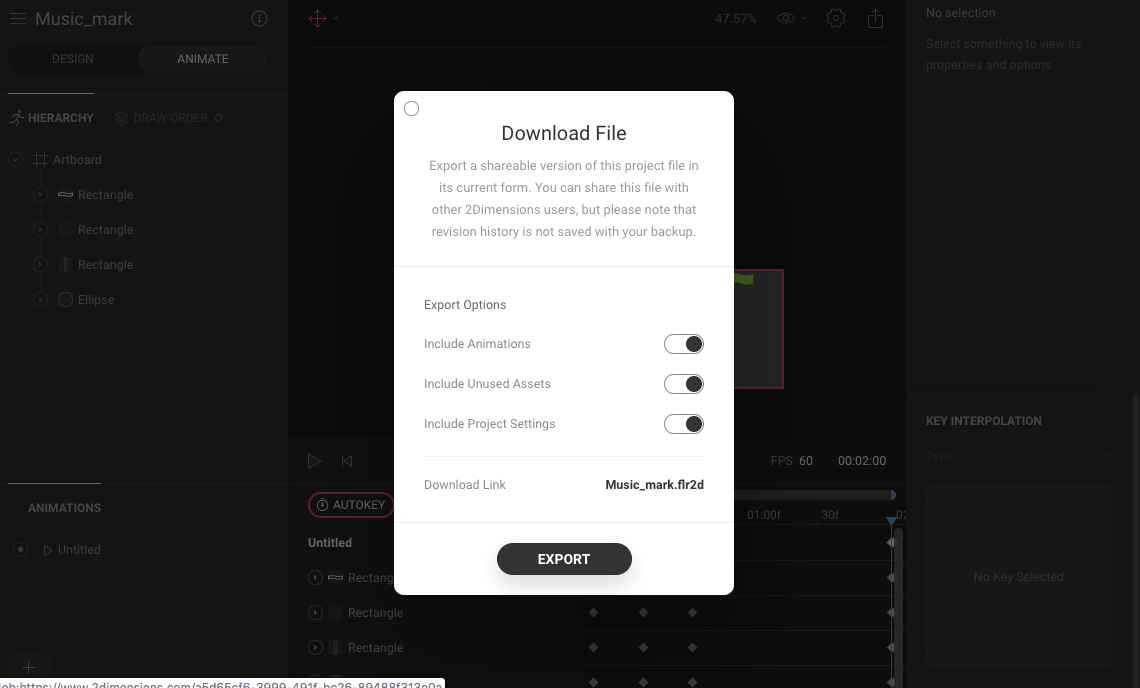 Music_mark
47.57%
No selection
Select something to view its
properties and options.
DESIGN
ANIMATE
HIERARCHY
DRAW ORDER
Artboard
Rectangle
Rectangle
Rectangle
Ellipse
Download File
Export a shareable version of this project file in
its current form. You can share this file with
other 2Dimensions users, but please note that
revision history is not saved with your backup.
Export Options
Include Animations
Include Unused Assets
Include Project Settings
Download Link
Music_mark.flr2d
EXPORT
KEY INTERPOLATION
Type
No Key Selected
FPS 60
00:02:00
AUTOKEY
01:00f
30f
02
Untitled
Rectang
Rectangle
Rectangle
ANIMATIONS
Untitled
lob:https://www.2dimensions.com/a5d65cf6-3999-491f-bc26-89488f313e0a